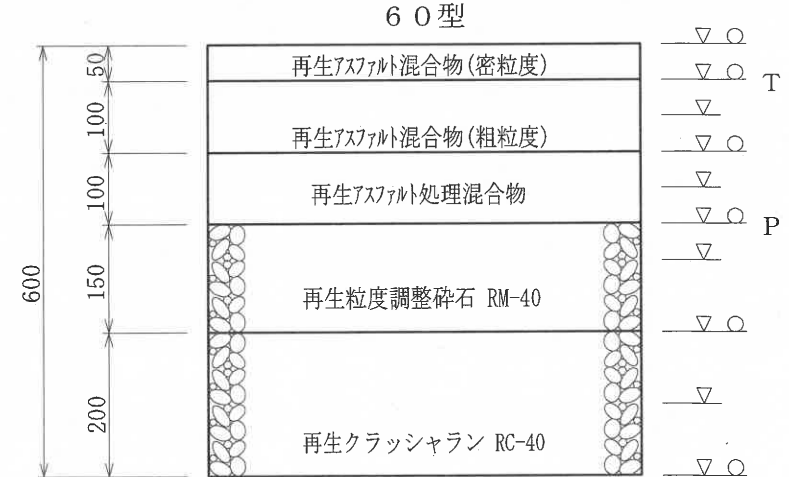 ６０型
50
再生アスファルト混合物(密粒度)
T
100
再生アスファルト混合物(粗粒度)
100
再生アスファルト処理混合物
P
600
150
再生粒度調整砕石 RM-40
200
再生クラッシャラン RC-40